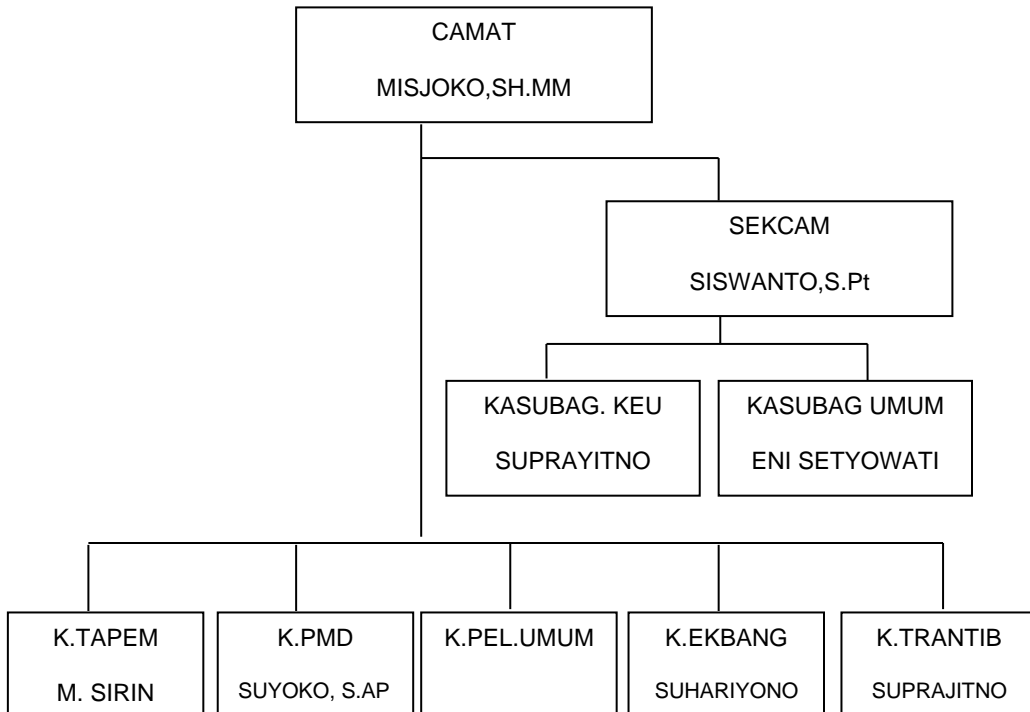 CAMAT
MISJOKO,SH.MM
SEKCAM
SISWANTO,S.Pt
KASUBAG. KEU
SUPRAYITNO
KASUBAG UMUM
ENI SETYOWATI
K.TAPEM
M. SIRIN
K.PMD
SUYOKO, S.AP
K.PEL.UMUM
K.EKBANG
SUHARIYONO
K.TRANTIB
SUPRAJITNO